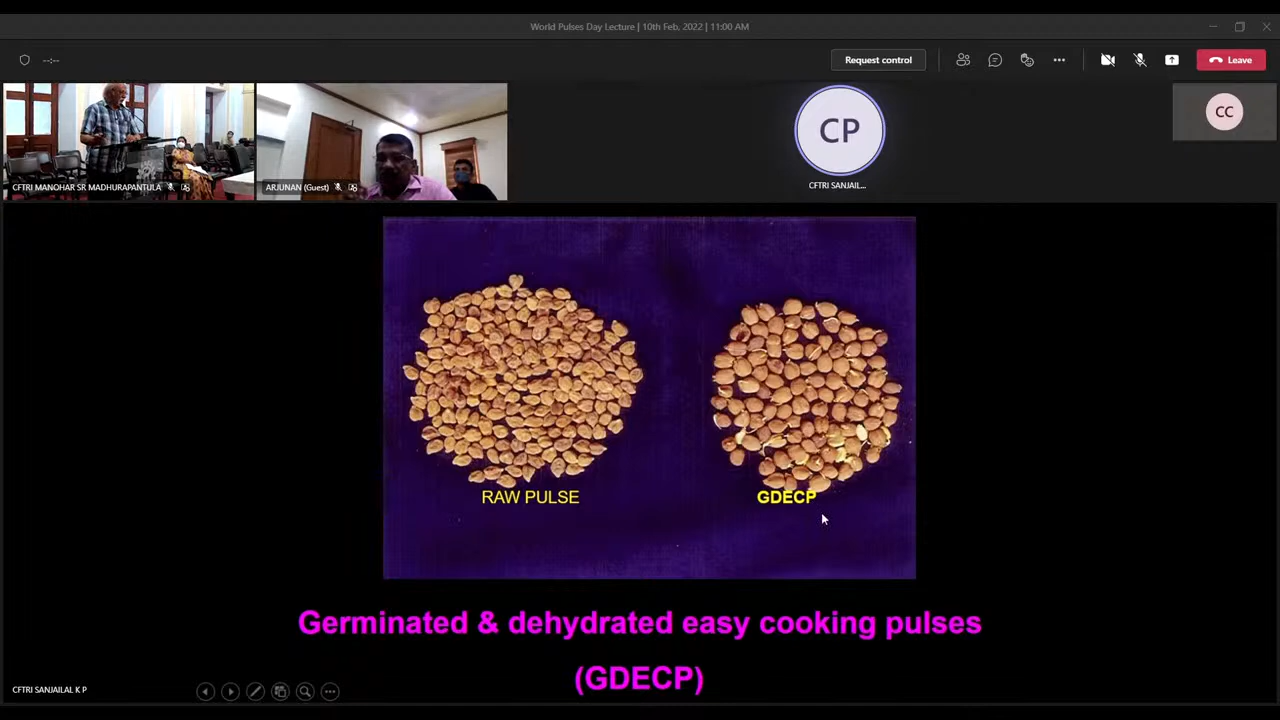 World Pulses Day Lecture | 10th Feb, 2022 | 11:00 AM
--:--
Request control
Leave
CFTRI MANOHAR SR MADHURAPANTULA
ARJUNAN (Guest)
CP
CFTRI SANJAIL...
CC
RAW PULSE
GDECP
Germinated & dehydrated easy cooking pulses
(GDECP)
CFTRI SANJAILAL K P